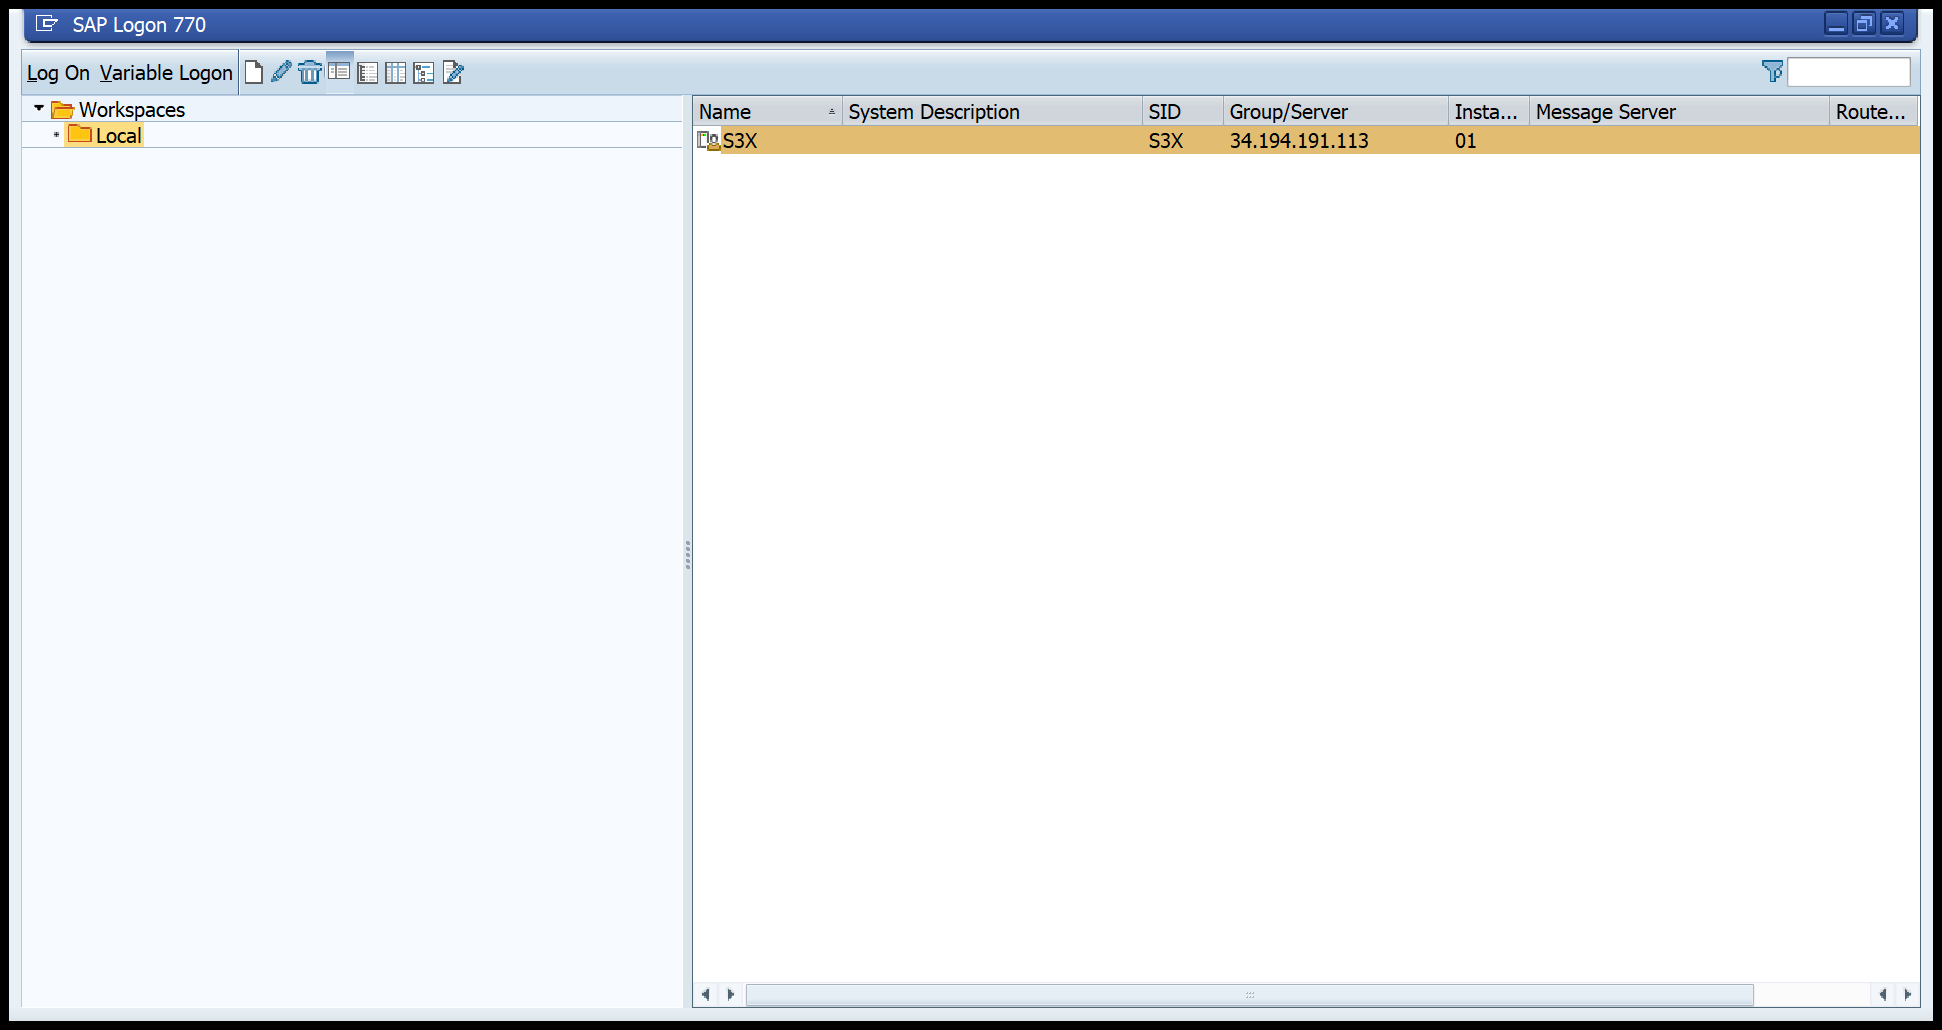 SAP Logon 770
Log On Variable Logon
Workspaces
Local
Name System Description SID Group/Server Insta... Message Server Route...
S3X S3X 34.194.191.113 01